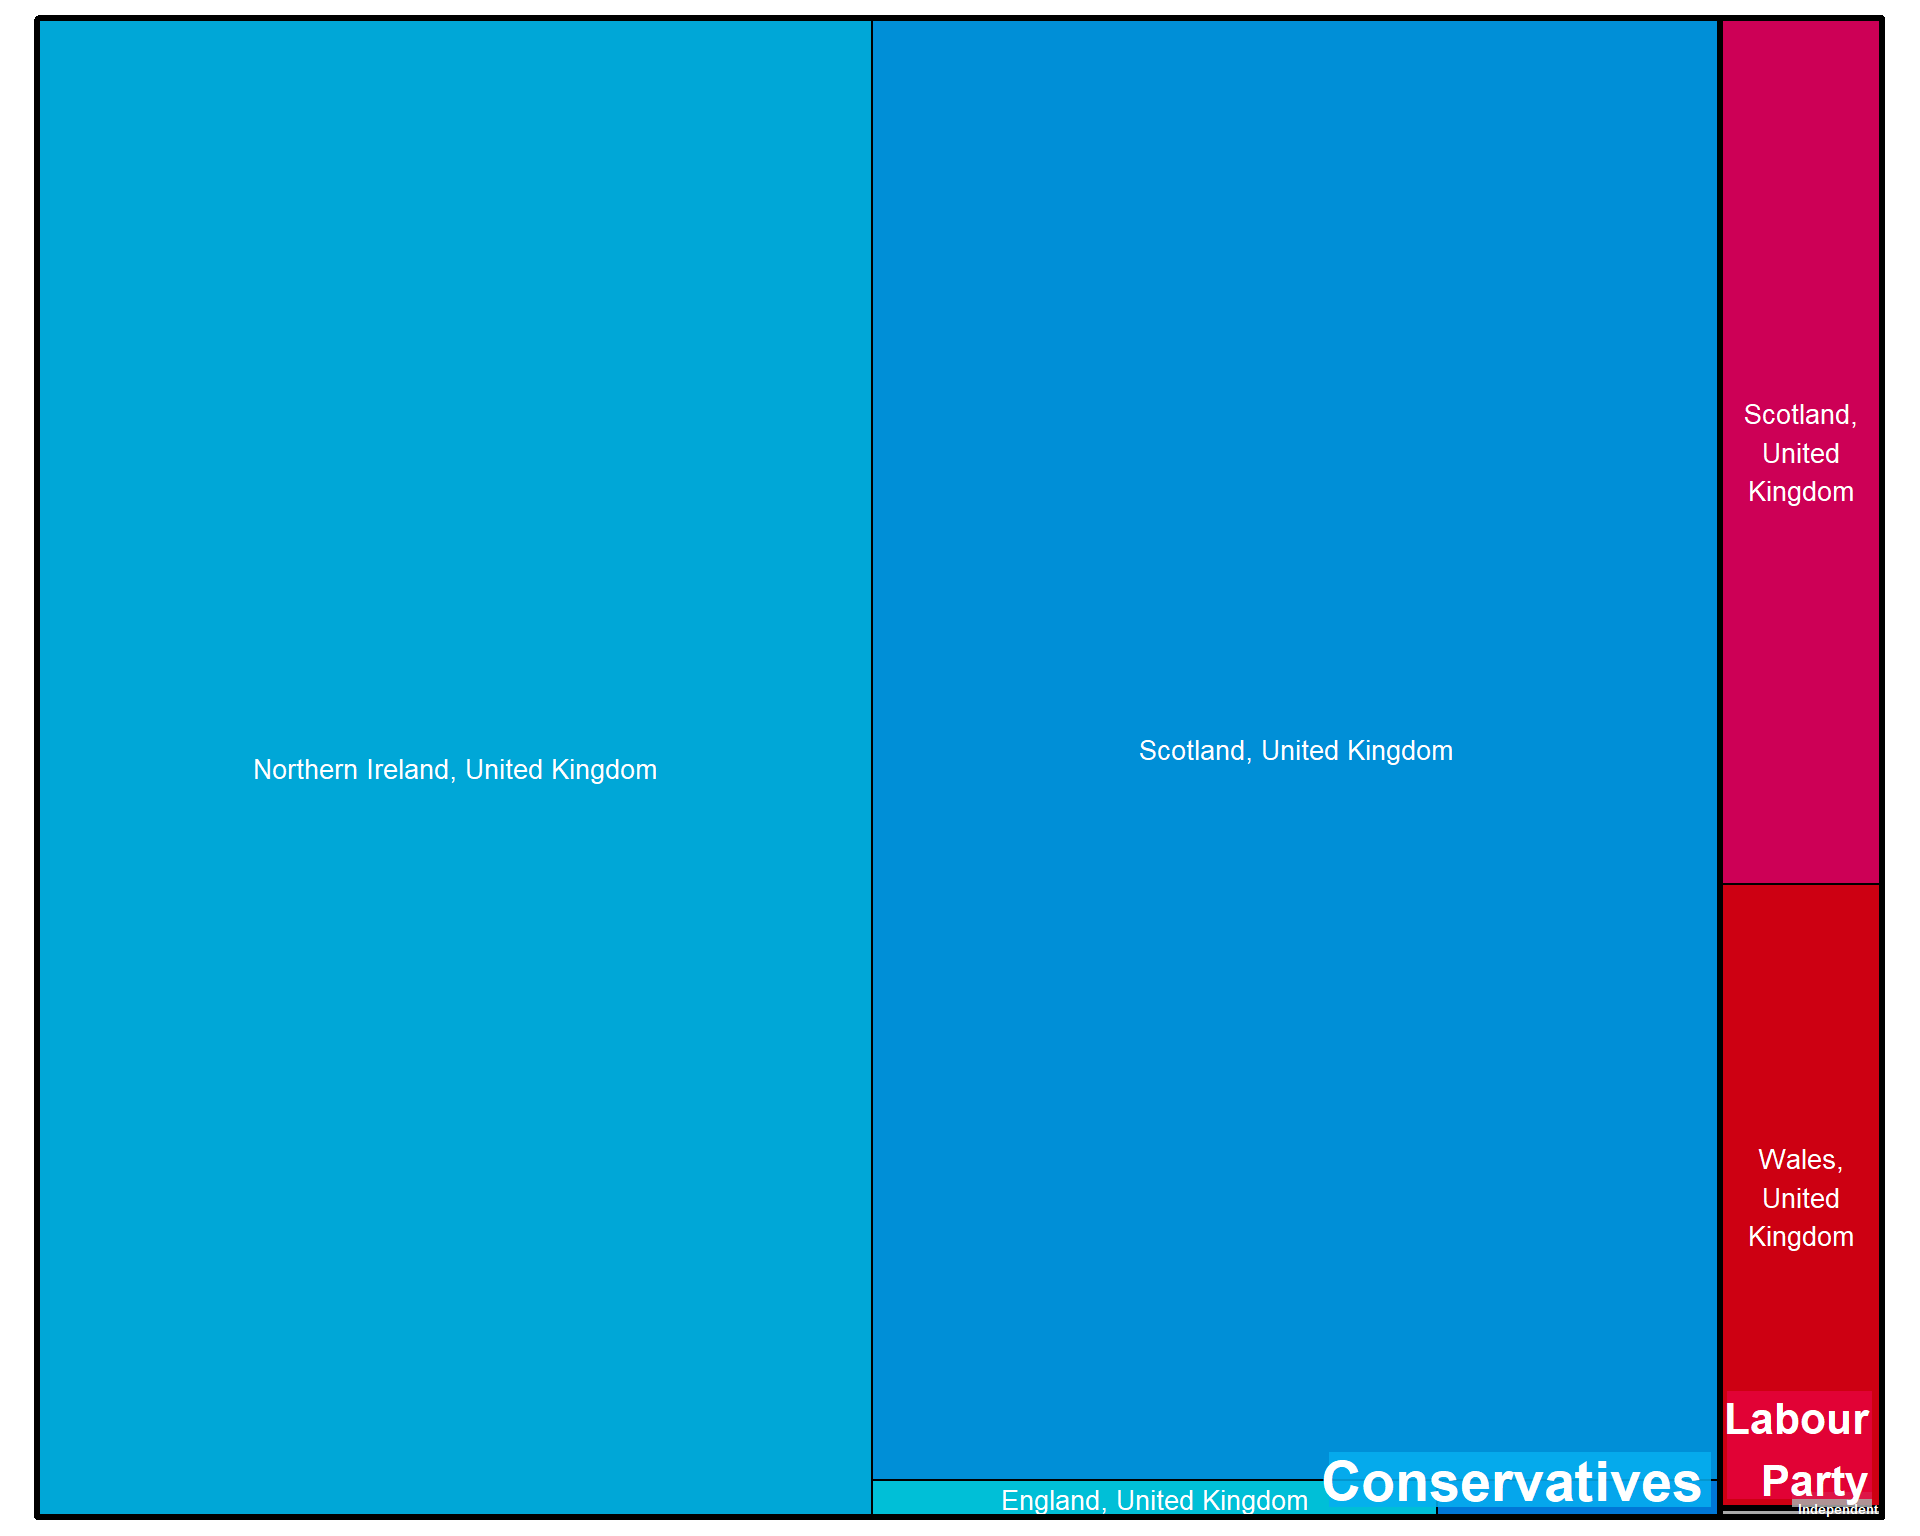 Northern Ireland, United Kingdom
Scotland, United Kingdom
England, United Kingdom
Conservatives
Scotland,
United
Kingdom
Wales,
United
Kingdom
Labour
Party
Independent